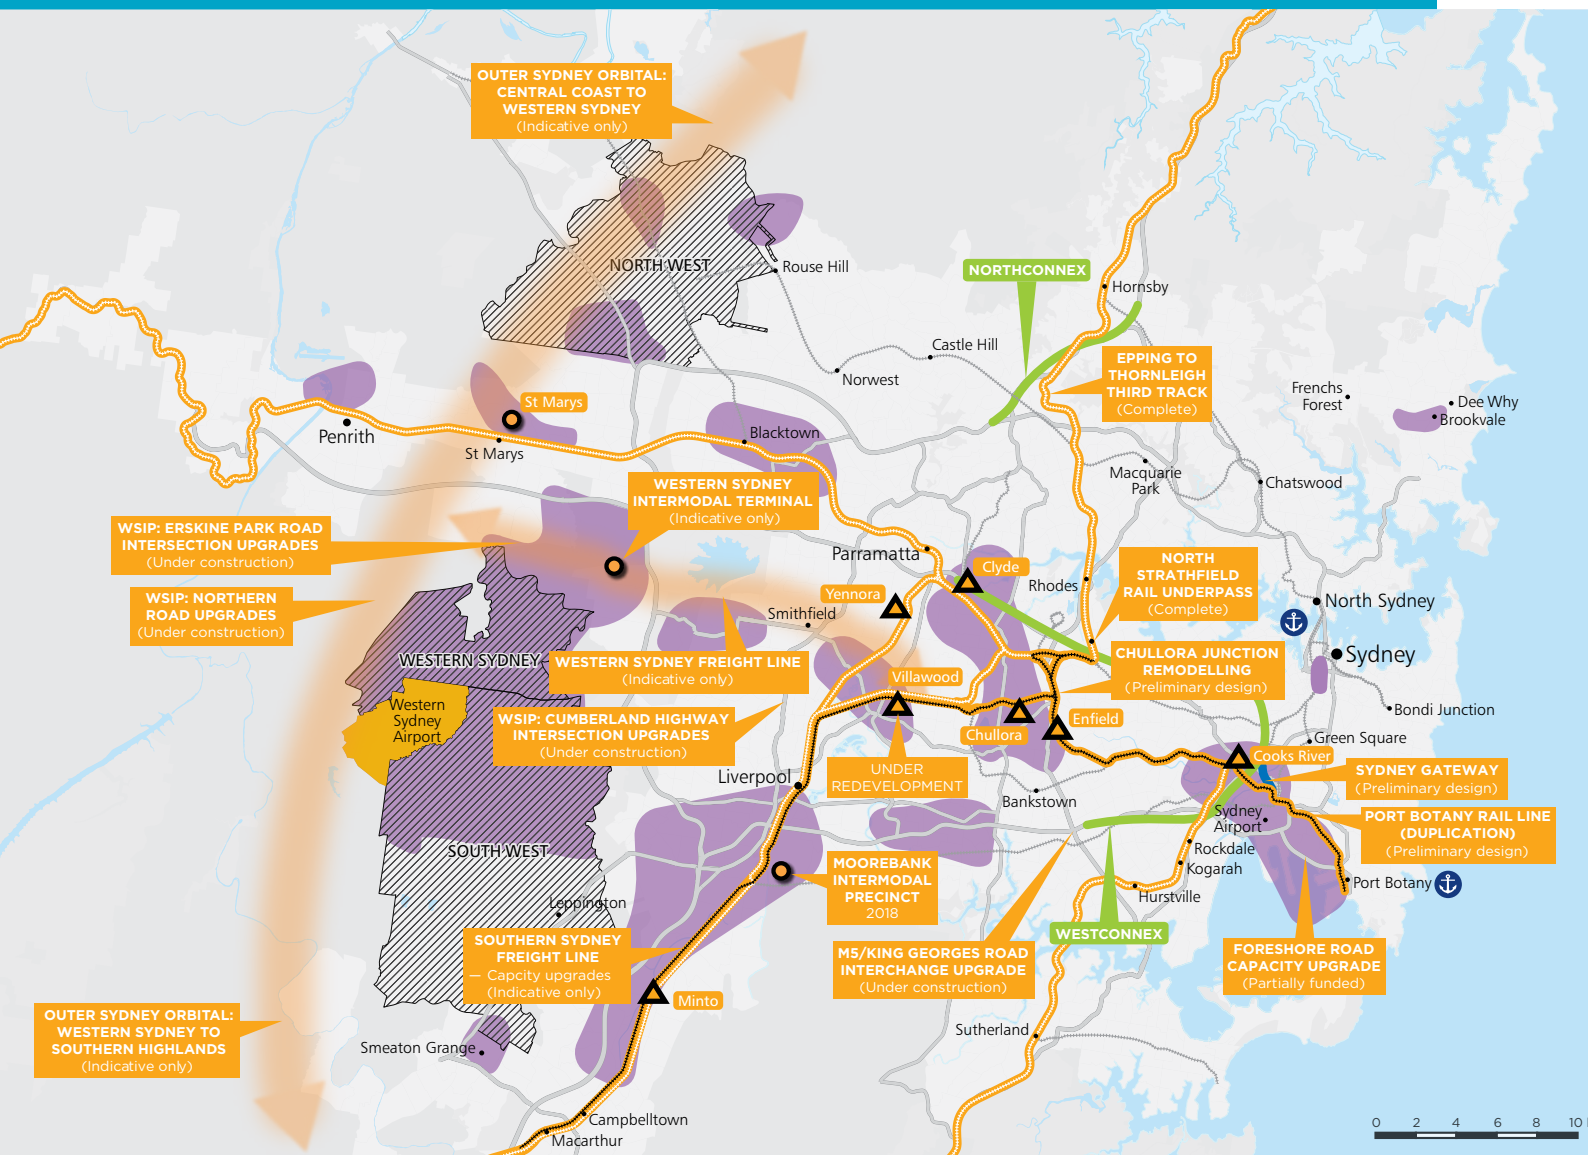 OUTER SYDNEY ORBITAL:
CENTRAL COAST TO
WESTERN SYDNEY
(Indicative only)
NORTH WEST
Rouse Hill
NORTHCONNEX
Hornsby
Castle Hill
Norwest
EPPING TO
THORNLEIGH
THIRD TRACK
(Complete)
Frenchs
Forest
Dee Why
Brookvale
St Marys
Penrith
St Marys
Blacktown
Macquarie
Park
Chatswood
WESTERN SYDNEY
INTERMODAL TERMINAL
(Indicative only)
WSIP: ERSKINE PARK ROAD
INTERSECTION UPGRADES
(Under construction)
Parramatta
Clyde
Rhodes
NORTH
STRATHFIELD
RAIL UNDERPASS
(Complete)
WSIP: NORTHERN
ROAD UPGRADES
(Under construction)
Yennora
Smithfield
North Sydney
Sydney
WESTERN SYDNEY
WESTERN SYDNEY FREIGHT LINE
(Indicative only)
Villawood
CHULLORA JUNCTION
REMODELLING
(Preliminary design)
Western
Sydney
Airport
WSIP: CUMBERLAND HIGHWAY
INTERSECTION UPGRADES
(Under construction)
Chullora
Enfield
Bondi Junction
Green Square
Cooks River
Liverpool
UNDER
REDEVELOPMENT
SYDNEY GATEWAY
(Preliminary design)
Bankstown
Sydney
Airport
PORT BOTANY RAIL LINE
(DUPLICATION)
(Preliminary design)
SOUTH WEST
Rockdale
Kogarah
MOOREBANK
INTERMODAL
PRECINCT
2018
Port Botany
Hurstville
Leppington
SOUTHERN SYDNEY
FREIGHT LINE
— Capcity upgrades
(Indicative only)
WESTCONNEX
M5/KING GEORGES ROAD
INTERCHANGE UPGRADE
(Under construction)
FORESHORE ROAD
CAPACITY UPGRADE
(Partially funded)
Minto
OUTER SYDNEY ORBITAL:
WESTERN SYDNEY TO
SOUTHERN HIGHLANDS
(Indicative only)
Sutherland
Smeaton Grange
Campbelltown
Macarthur
0 2 4 6 8 10